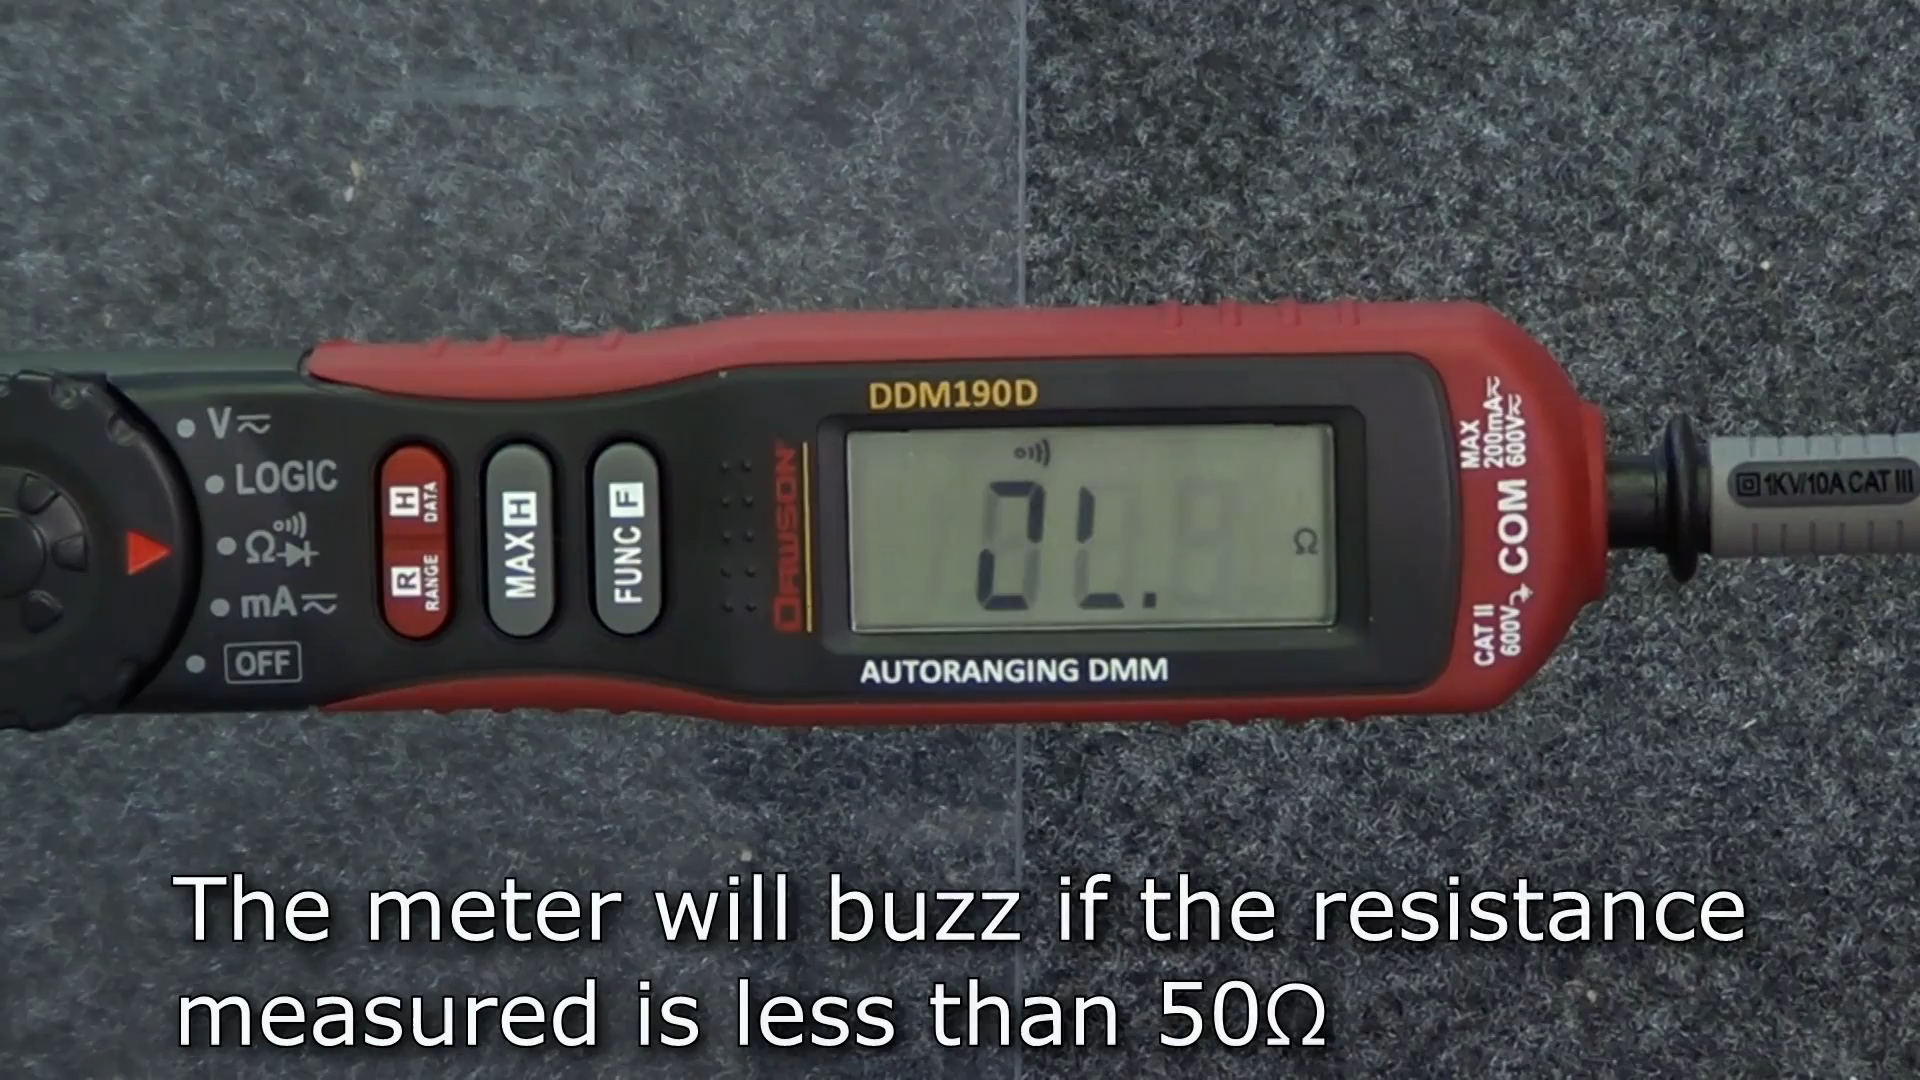 DDM190D
V
LOGIC
Ω
mA
OFF
H DATA
R RANGE
MAX H
FUNC F
DAWSON
OL.
Ω
AUTORANGING DMM
MAX
200mA
600V
COM
CAT II
600V
1KV/10A CAT III
The meter will buzz if the resistance
measured is less than 50Ω